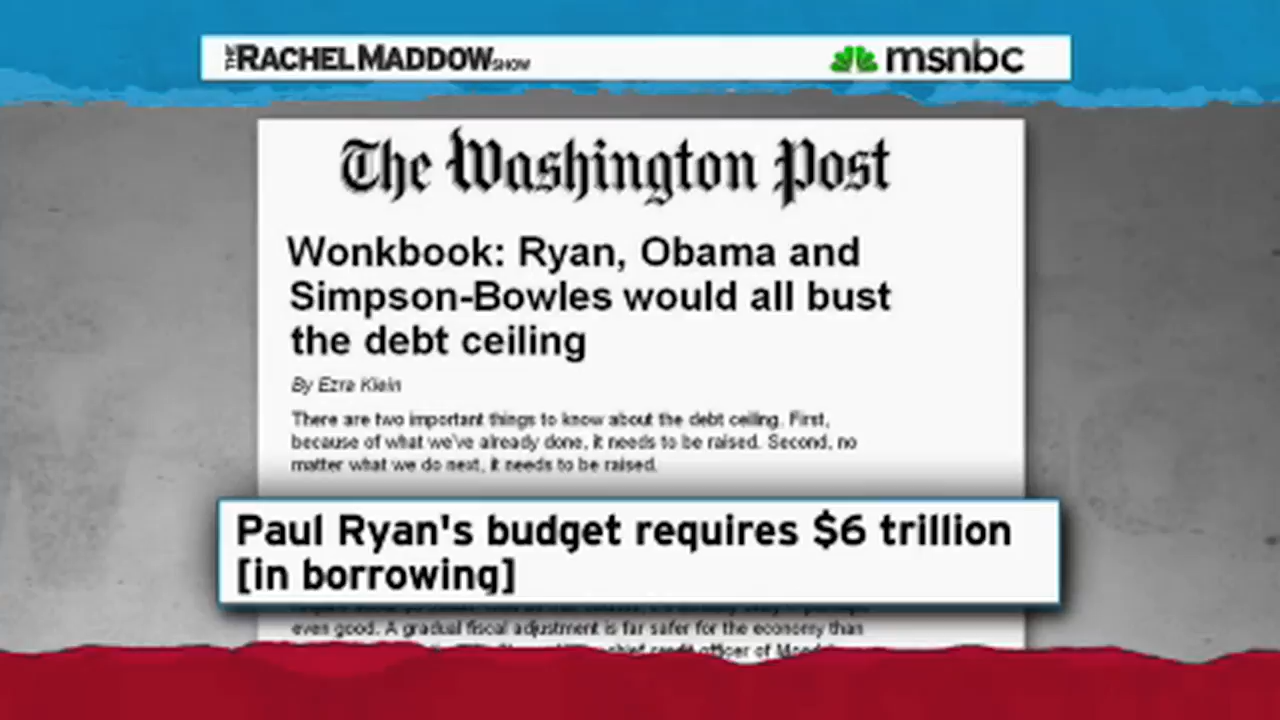 THE RACHEL MADDOW SHOW
msnbc
The Washington Post
Wonkbook: Ryan, Obama and
Simpson-Bowles would all bust
the debt ceiling
By Ezra Klein
There are two important things to know about the debt ceiling. First,
because of what we've already done, it needs to be raised. Second, no
matter what we do next, it needs to be raised.
Paul Ryan's budget requires $6 trillion
[in borrowing]
even good. A gradual fiscal adjustment is far safer for the economy than
chief credit officer of